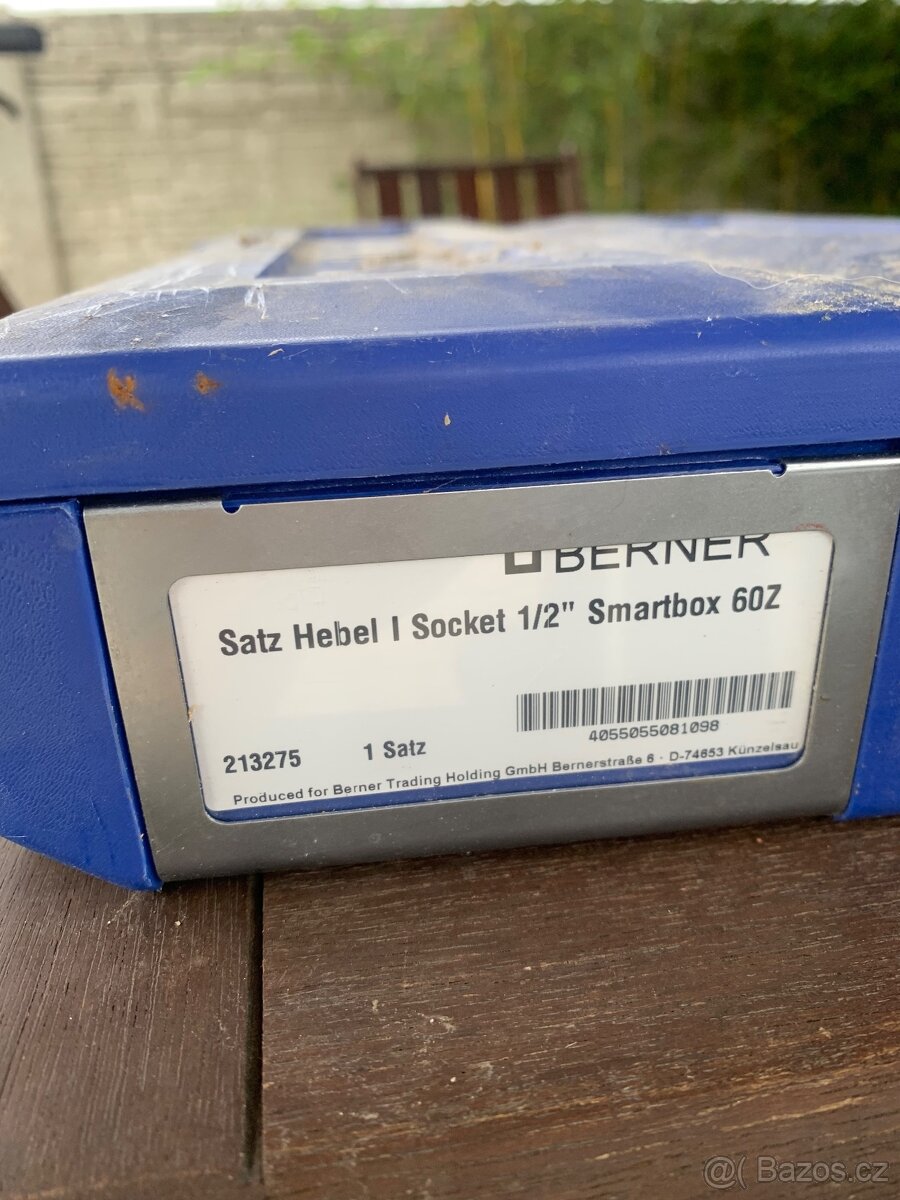 BERNER
Satz Hebel I Socket 1/2" Smartbox 60Z
4055055081098
213275 1 Satz
Produced for Berner Trading Holding GmbH Bernerstraße 6 · D-74653 Künzelsau
@( Bazos.cz